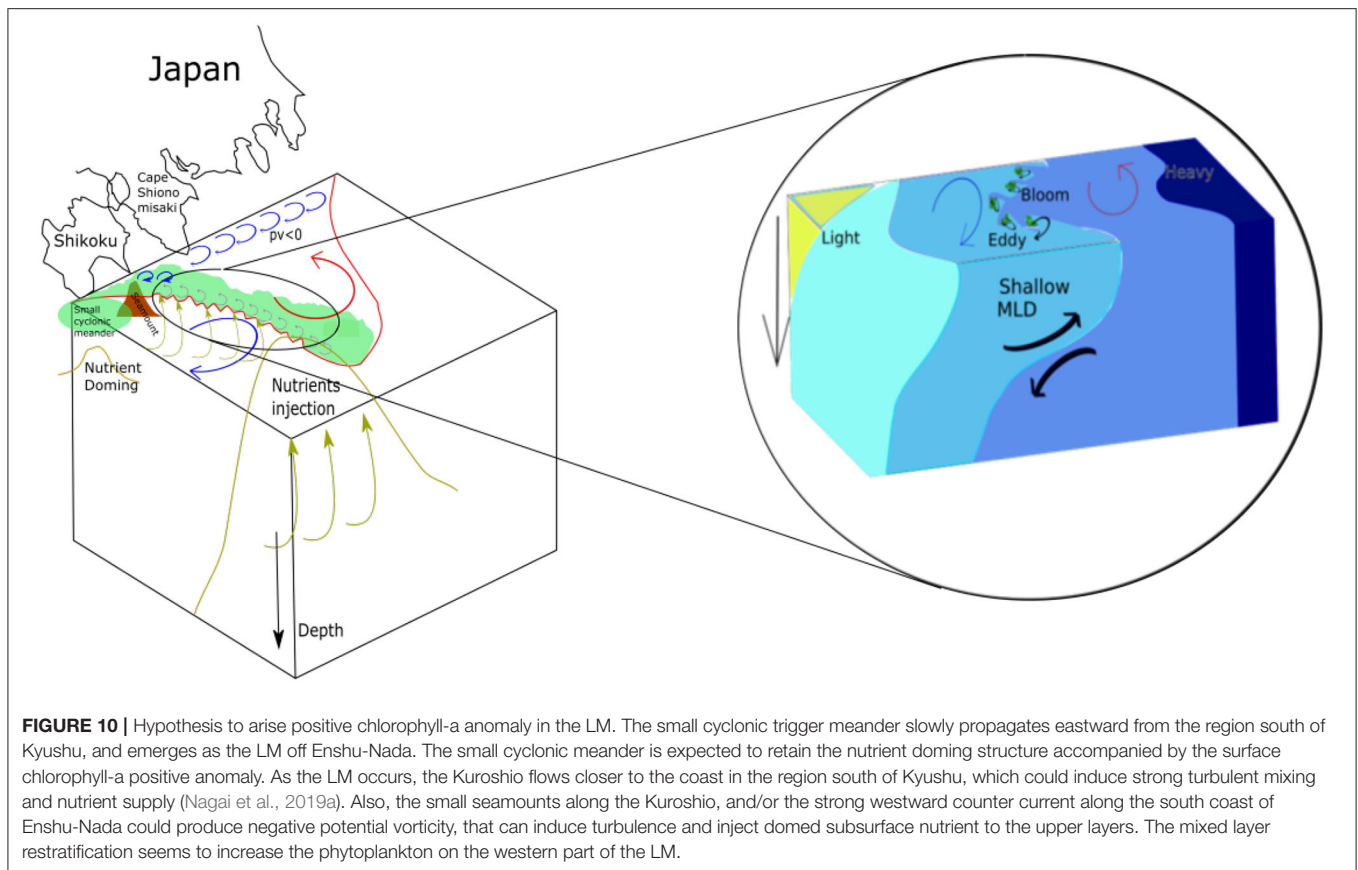 Japan
Cape
Shiono
misaki
Shikoku
pv<0
Seamount
Small
cyclonic
meander
Nutrient
Doming
Nutrients
injection
Depth
Heavy
Bloom
Light
Eddy
Shallow
MLD
FIGURE 10 | Hypothesis to arise positive chlorophyll-a anomaly in the LM. The small cyclonic trigger meander slowly propagates eastward from the region south of
Kyushu, and emerges as the LM off Enshu-Nada. The small cyclonic meander is expected to retain the nutrient doming structure accompanied by the surface
chlorophyll-a positive anomaly. As the LM occurs, the Kuroshio flows closer to the coast in the region south of Kyushu, which could induce strong turbulent mixing
and nutrient supply (Nagai et al., 2019a). Also, the small seamounts along the Kuroshio, and/or the strong westward counter current along the south coast of
Enshu-Nada could produce negative potential vorticity, that can induce turbulence and inject domed subsurface nutrient to the upper layers. The mixed layer
restratification seems to increase the phytoplankton on the western part of the LM.